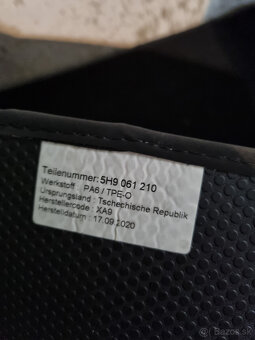 Teilenummer: 5H9 061 210
Werkstoff : PA6 / TPE-O
Ursprungsland : Tschechische Republik
Herstellercode : XA9
Herstelldatum : 17.09.2020
Bazos.sk